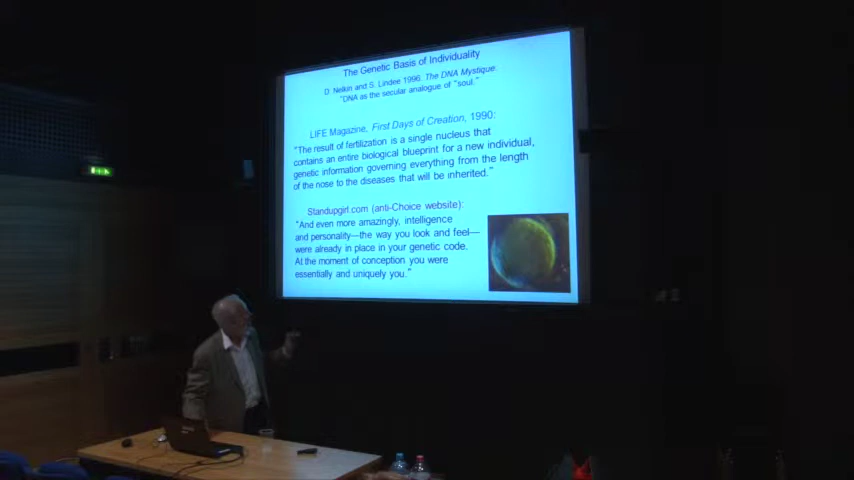 The Genetic Basis of Individuality
D. Nelkin and S. Lindee 1996. The DNA Mystique:
"DNA as the secular analogue of "soul."
LIFE Magazine, First Days of Creation, 1990:
"The result of fertilization is a single nucleus that
contains an entire biological blueprint for a new individual,
genetic information governing everything from the length
of the nose to the diseases that will be inherited."
Standupgirl.com (anti-Choice website):
"And even more amazingly, intelligence
and personality—the way you look and feel—
were already in place in your genetic code.
At the moment of conception you were
essentially and uniquely you."